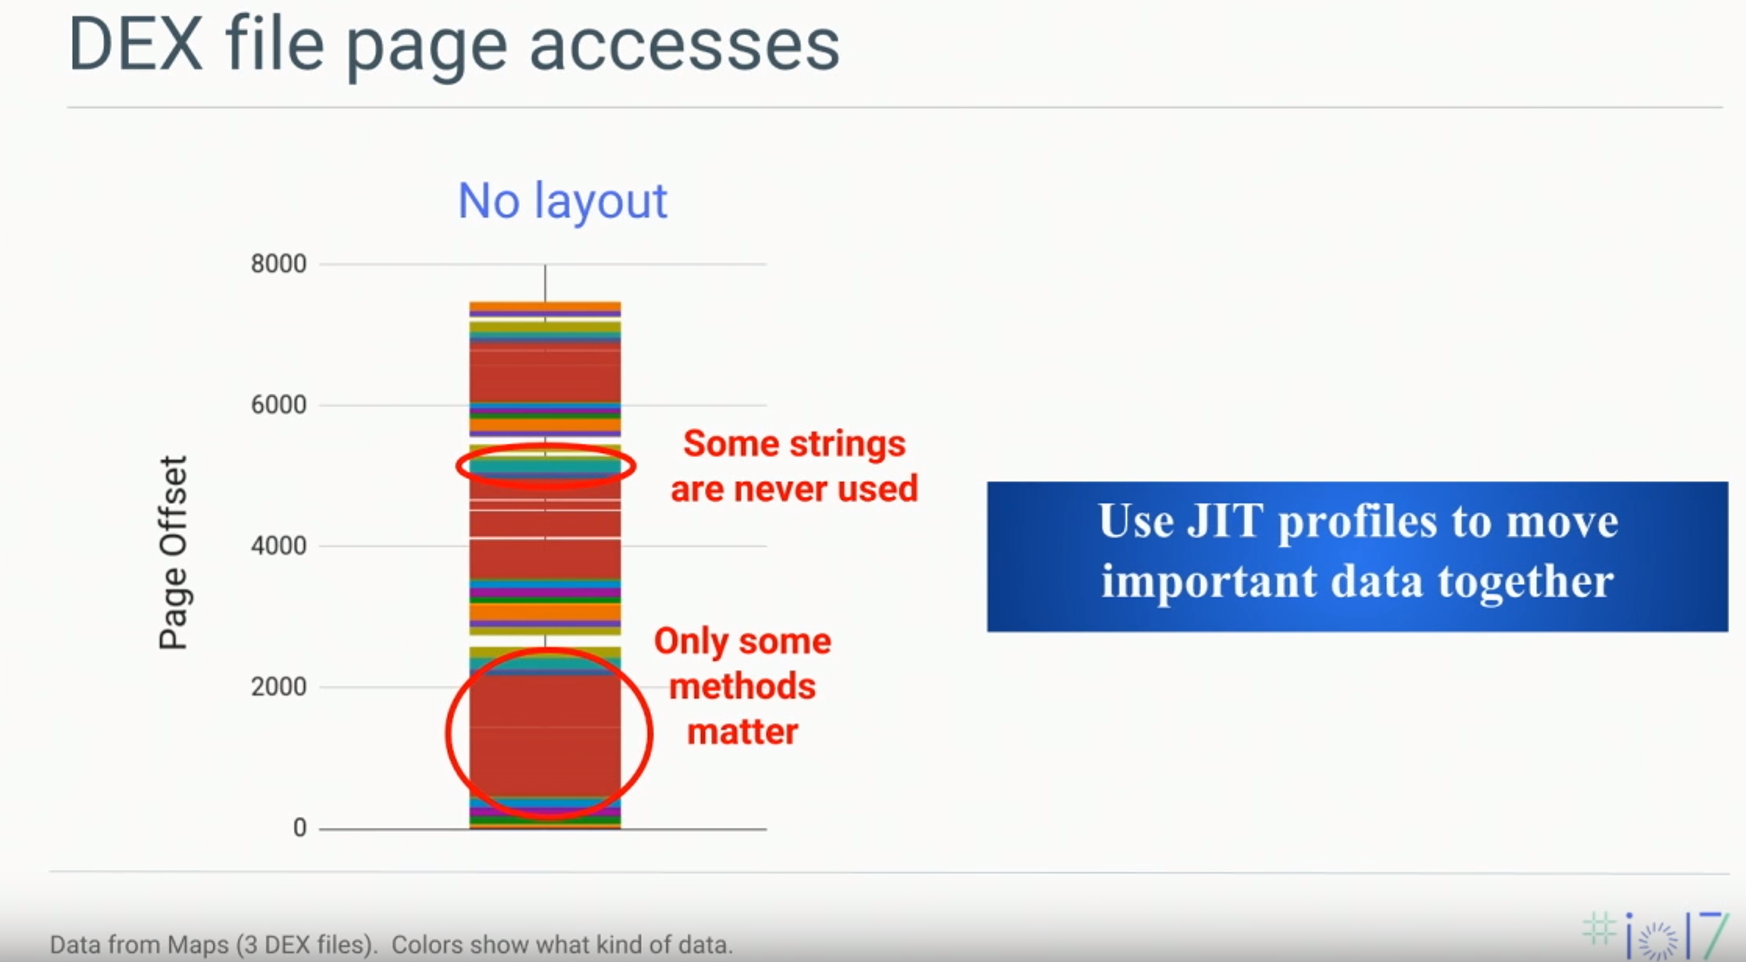 DEX file page accesses
No layout
8000
6000
4000
2000
0
Page Offset
Some strings
are never used
Only some
methods
matter
Use JIT profiles to move
important data together
Data from Maps (3 DEX files).  Colors show what kind of data.
#io17